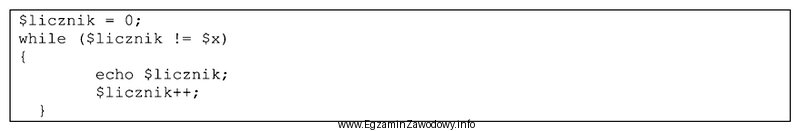 $licznik = 0;
while ($licznik != $x)
{
        echo $licznik;
        $licznik++;
  }
www.EgzaminZawodowy.info